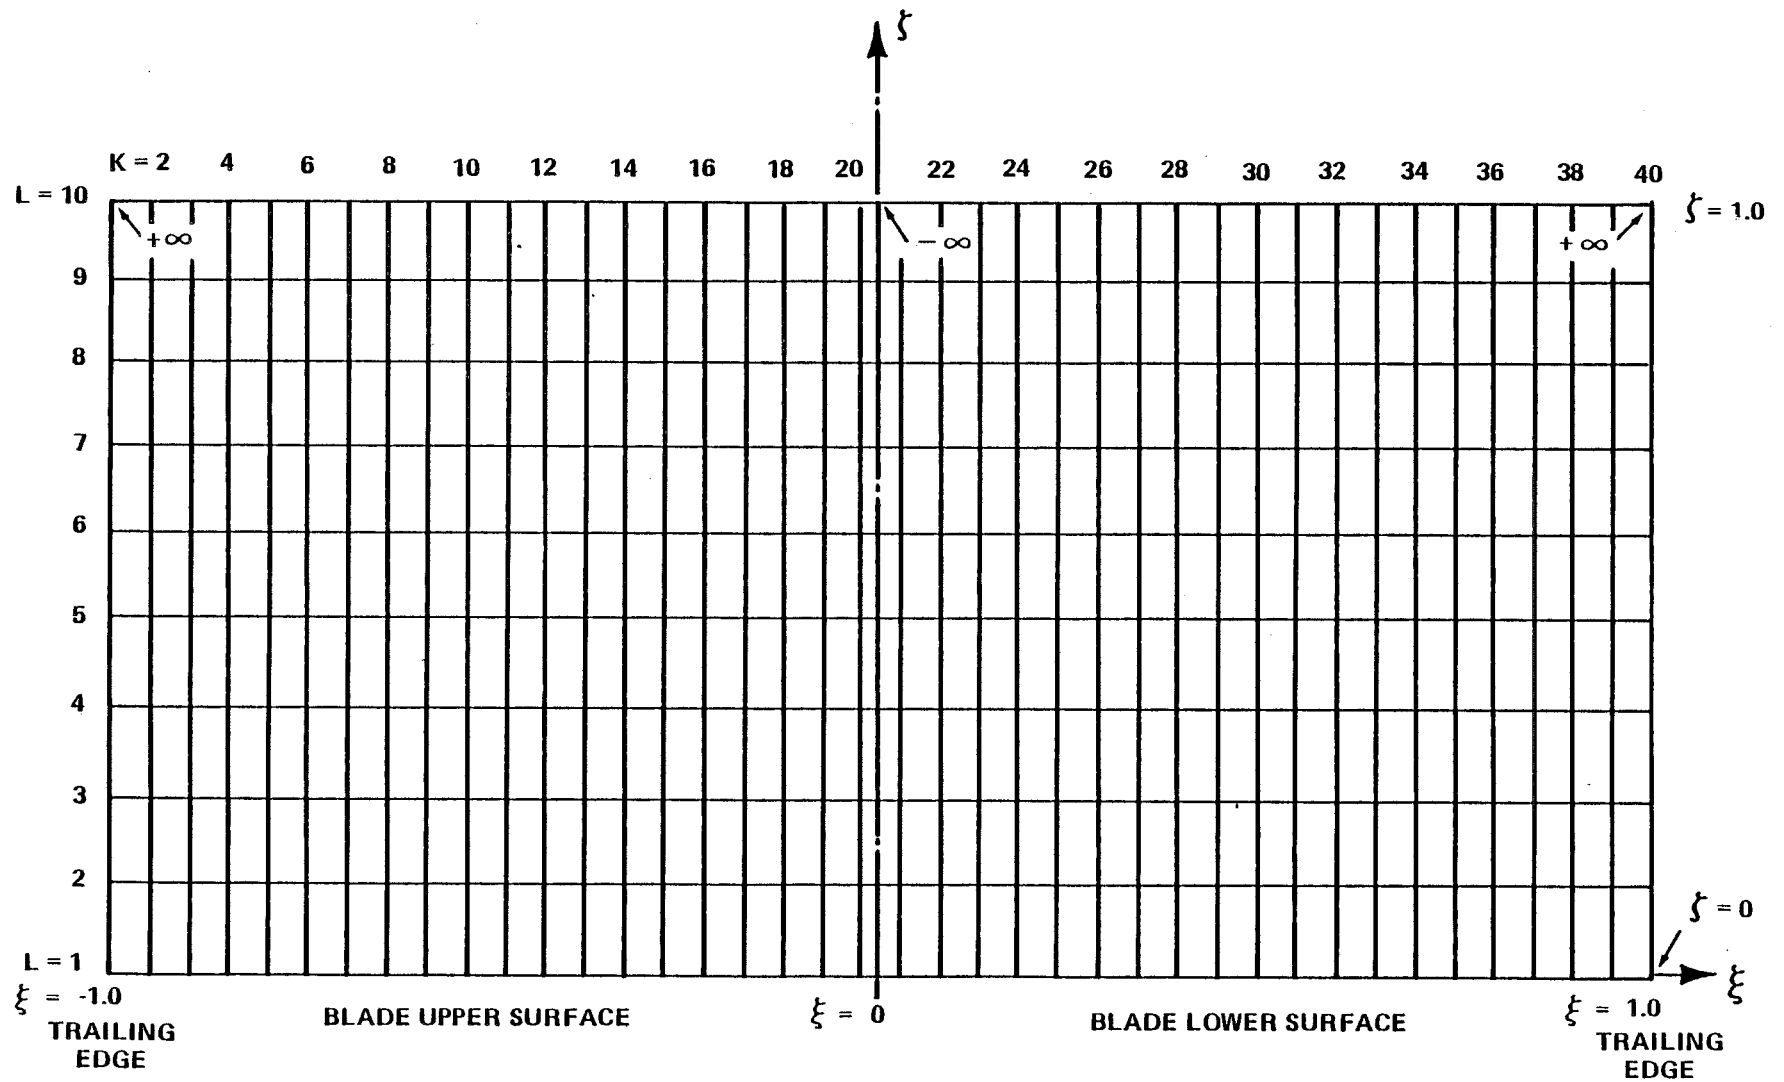 ζ
K = 2 4 6 8 10 12 14 16 18 20 22 24 26 28 30 32 34 36 38 40
L = 10
ζ = 1.0
+ ∞
− ∞
+ ∞
9
8
7
6
5
4
3
2
ζ = 0
L = 1
ξ
ξ = -1.0
ξ = 0
ξ = 1.0
BLADE UPPER SURFACE
BLADE LOWER SURFACE
TRAILING
EDGE
TRAILING
EDGE